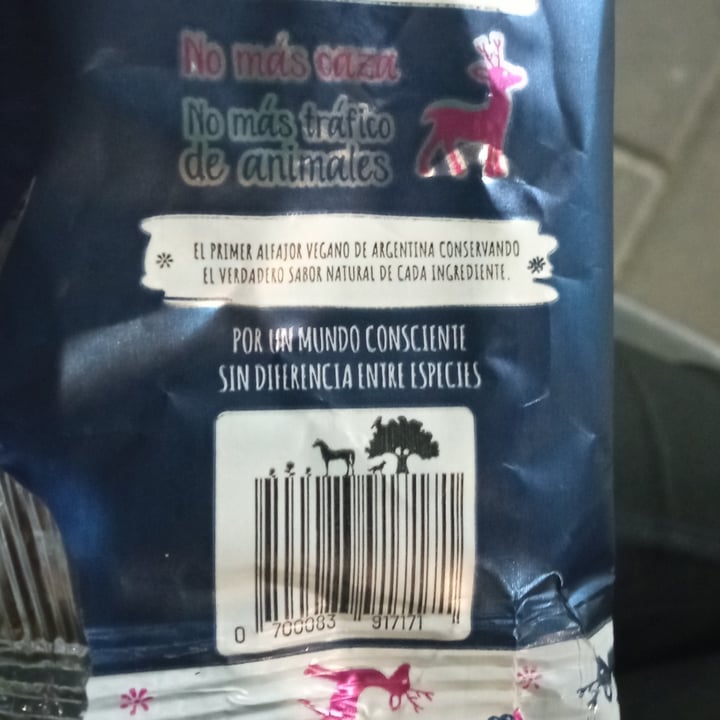 No más caza
No más tráfico
de animales
EL PRIMER ALFAJOR VEGANO DE ARGENTINA CONSERVANDO
EL VERDADERO SABOR NATURAL DE CADA INGREDIENTE.
POR UN MUNDO CONSCIENTE
SIN DIFERENCIA ENTRE ESPECIES
0 700083 917171